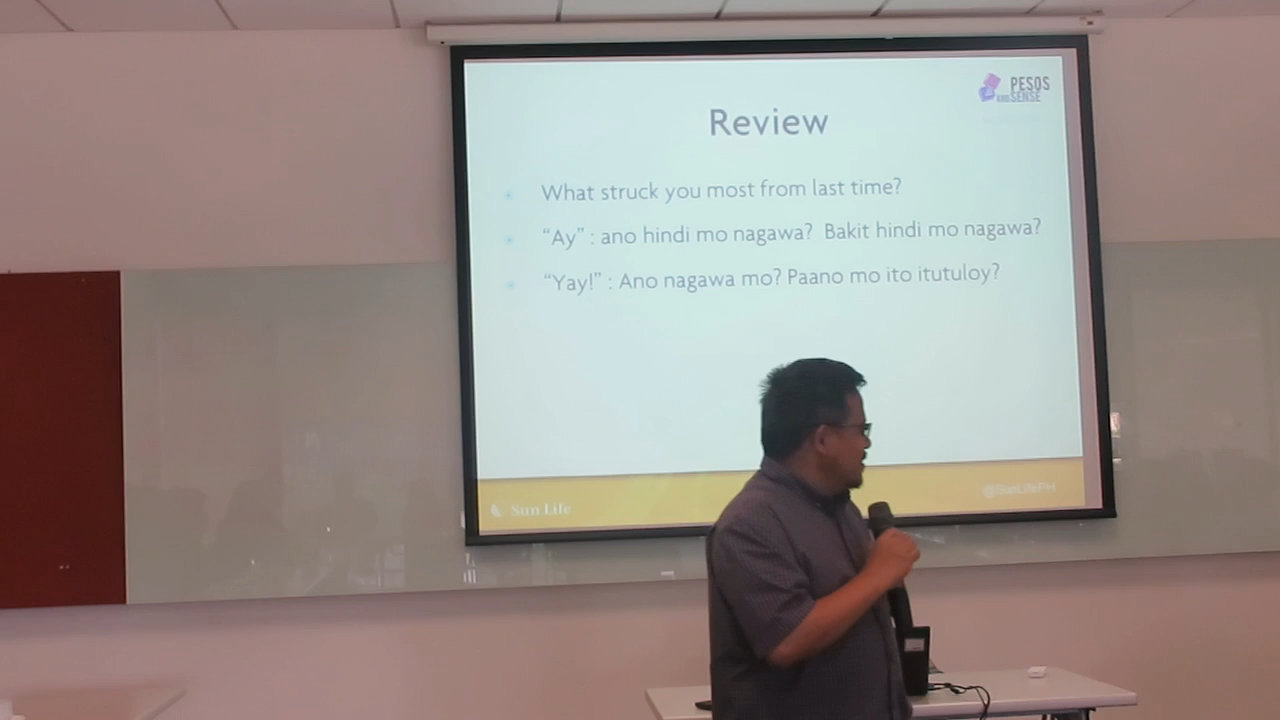 PESOS
AND SENSE
Review
What struck you most from last time?
“Ay” : ano hindi mo nagawa? Bakit hindi mo nagawa?
“Yay!” : Ano nagawa mo? Paano mo ito itutuloy?
Sun Life
@SunLifePH